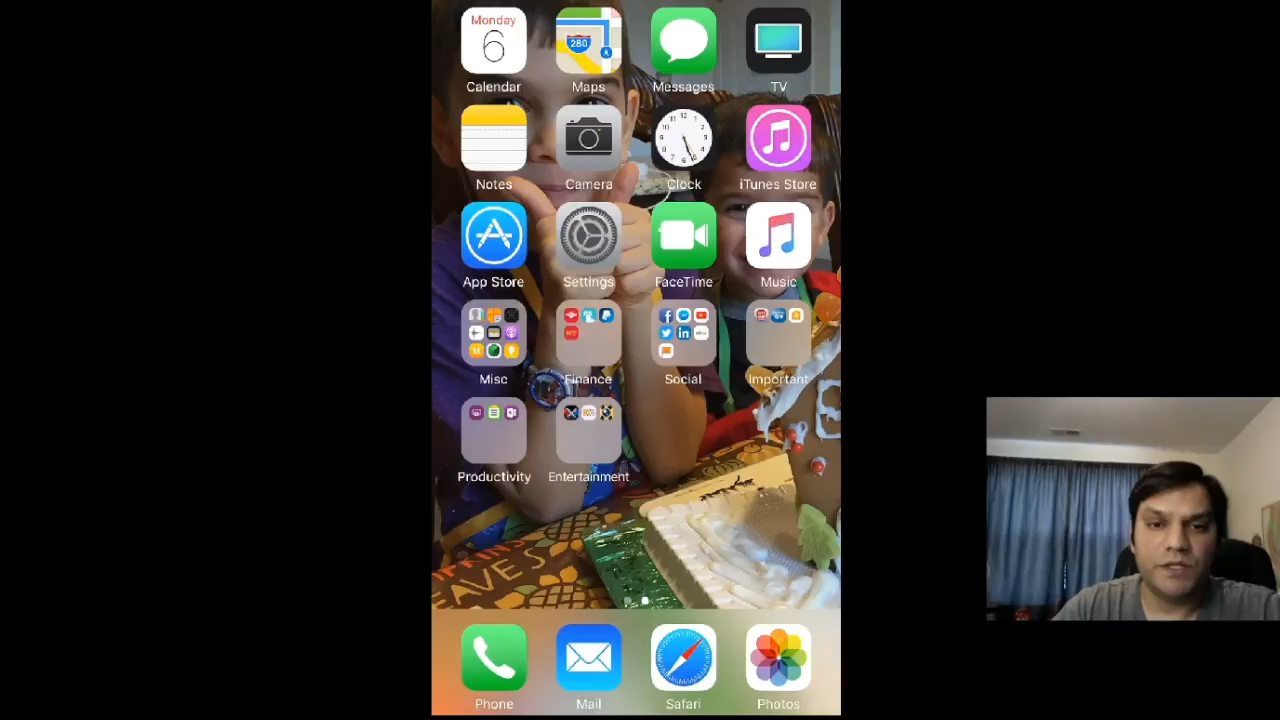 Monday
6
280
Calendar
Maps
Messages
TV
Notes
Camera
Clock
iTunes Store
App Store
Settings
FaceTime
Music
Misc
Finance
Social
Important
Productivity
Entertainment
EAVES
Phone
Mail
Safari
Photos